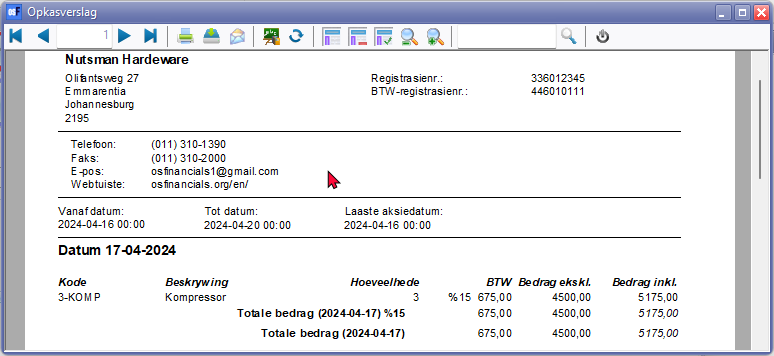 Opkasverslag
1
Nutsman Hardeware
Olifantsweg 27
Emmarentia
Johannesburg
2195
Registrasienr.: 336012345
BTW-registrasienr.: 446010111
Telefoon: (011) 310-1390
Faks: (011) 310-2000
E-pos: osfinancials1@gmail.com
Webtuiste: osfinancials.org/en/
Vanaf datum: Tot datum: Laaste aksiedatum:
2024-04-16 00:00 2024-04-20 00:00 2024-04-16 00:00
Datum 17-04-2024
Kode Beskrywing Hoeveelhede BTW Bedrag ekskl. Bedrag inkl.
3-KOMP Kompressor 3 %15 675,00 4500,00 5175,00
Totale bedrag (2024-04-17) %15 675,00 4500,00 5175,00
Totale bedrag (2024-04-17) 675,00 4500,00 5175,00